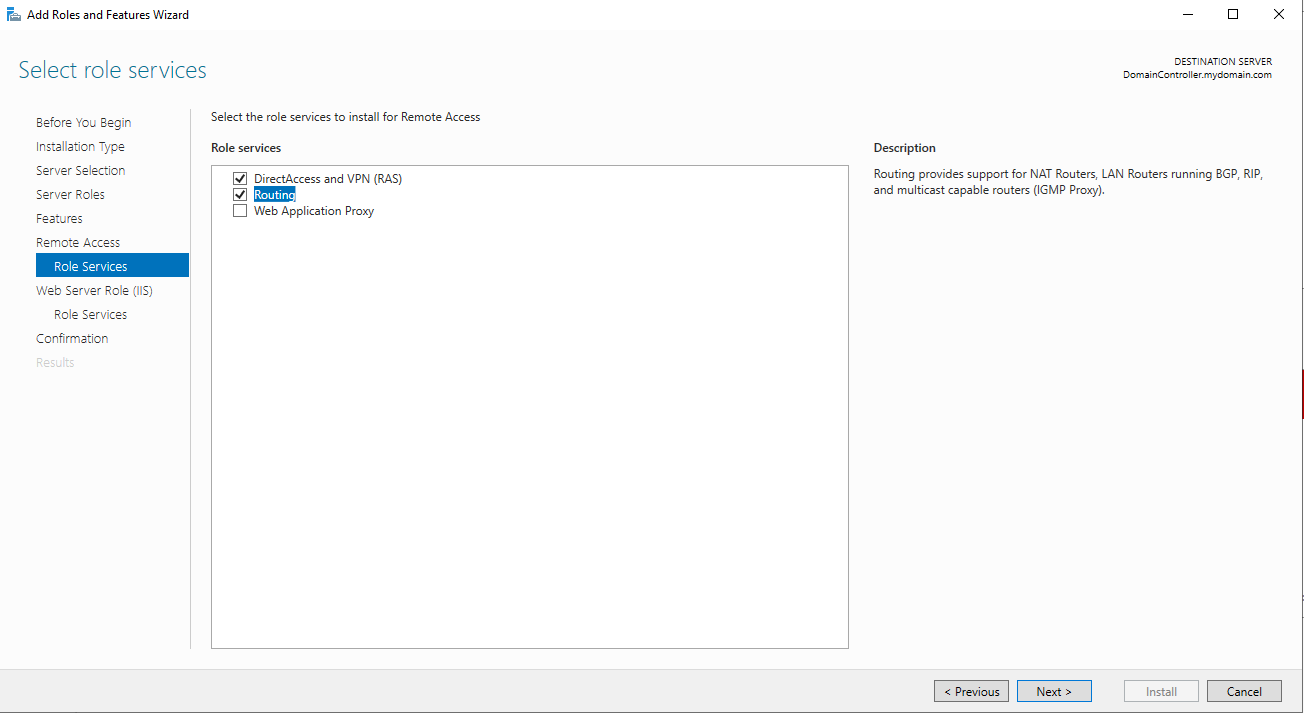 Add Roles and Features Wizard
Select role services
DESTINATION SERVER
DomainController.mydomain.com
Before You Begin
Installation Type
Server Selection
Server Roles
Features
Remote Access
Role Services
Web Server Role (IIS)
Role Services
Confirmation
Results
Select the role services to install for Remote Access
Role services
DirectAccess and VPN (RAS)
Routing
Web Application Proxy
Description
Routing provides support for NAT Routers, LAN Routers running BGP, RIP,
and multicast capable routers (IGMP Proxy).
< Previous
Next >
Install
Cancel